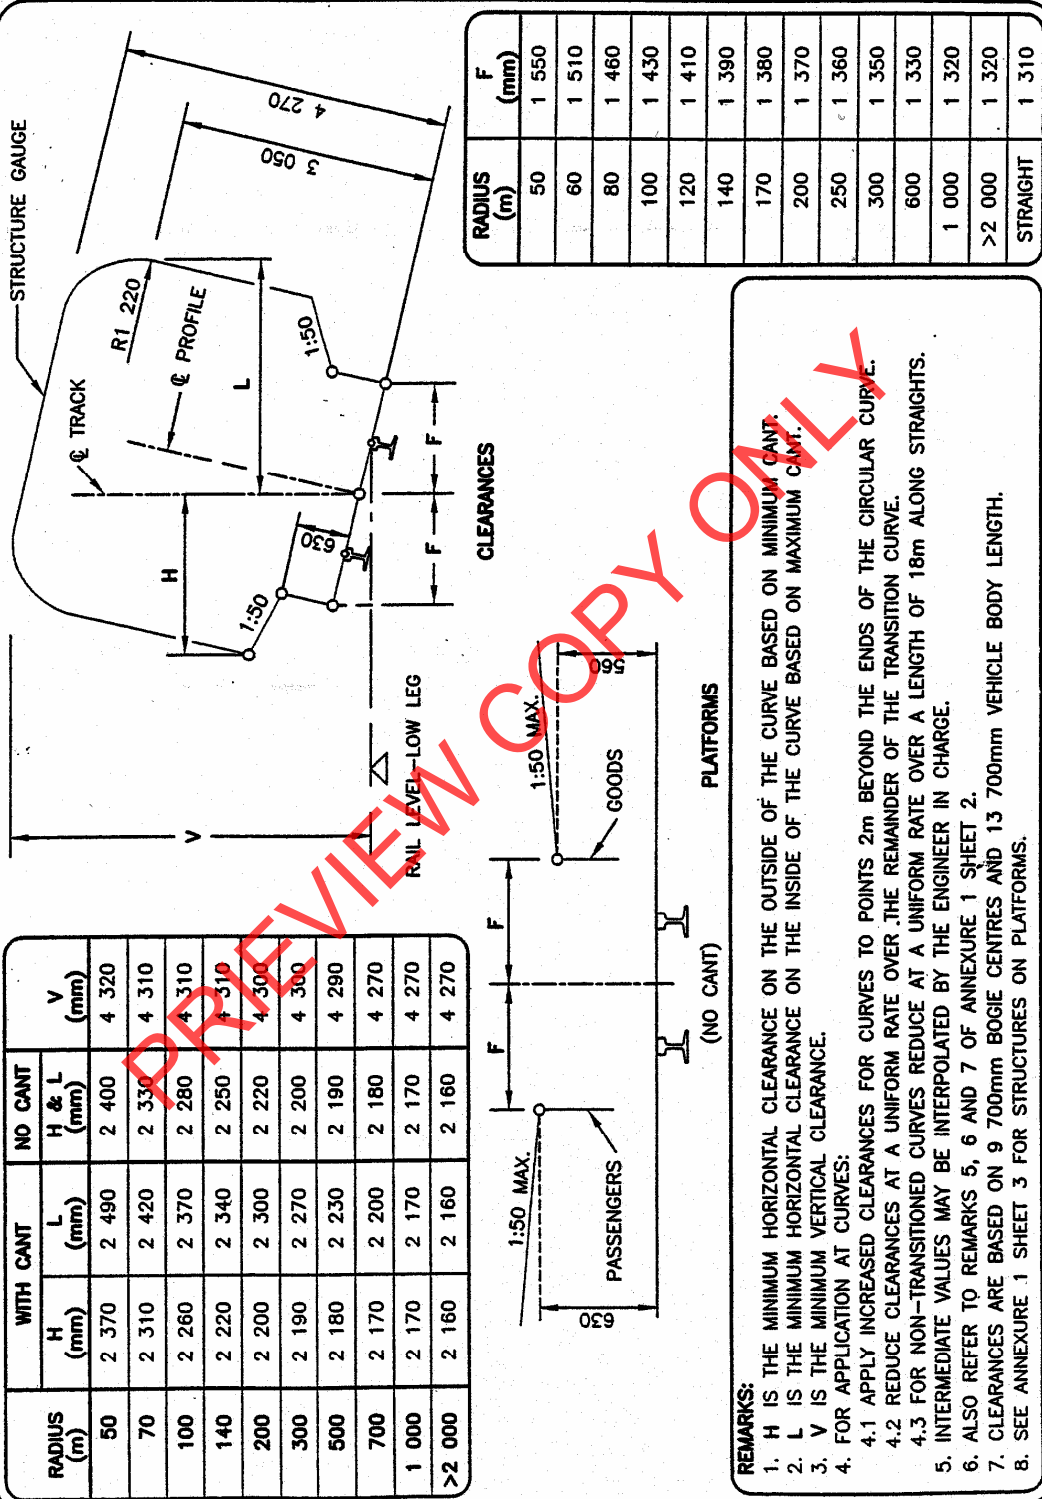 WITH CANT NO CANT
RADIUS (m) H (mm) L (mm) H & L (mm) V (mm)
50 2 370 2 490 2 400 4 320
70 2 310 2 420 2 330 4 310
100 2 260 2 370 2 280 4 310
140 2 220 2 340 2 250 4 310
200 2 200 2 300 2 220 4 300
300 2 190 2 270 2 200 4 300
500 2 180 2 230 2 190 4 290
700 2 170 2 200 2 180 4 270
1 000 2 170 2 170 2 170 4 270
>2 000 2 160 2 160 2 160 4 270
STRUCTURE GAUGE
℄ TRACK
℄ PROFILE
R1 220
H
L
V
1:50
1:50
630
F
F
3 050
4 270
RAIL LEVEL-LOW LEG
CLEARANCES
1:50 MAX.
1:50 MAX.
F
F
630
560
PASSENGERS
GOODS
(NO CANT)
PLATFORMS
RADIUS (m) F (mm)
50 1 550
60 1 510
80 1 460
100 1 430
120 1 410
140 1 390
170 1 380
200 1 370
250 1 360
300 1 350
600 1 330
1 000 1 320
>2 000 1 320
STRAIGHT 1 310
REMARKS:
1. H IS THE MINIMUM HORIZONTAL CLEARANCE ON THE OUTSIDE OF THE CURVE BASED ON MINIMUM CANT.
2. L IS THE MINIMUM HORIZONTAL CLEARANCE ON THE INSIDE OF THE CURVE BASED ON MAXIMUM CANT.
3. V IS THE MINIMUM VERTICAL CLEARANCE.
4. FOR APPLICATION AT CURVES:
4.1 APPLY INCREASED CLEARANCES FOR CURVES TO POINTS 2m BEYOND THE ENDS OF THE CIRCULAR CURVE.
4.2 REDUCE CLEARANCES AT A UNIFORM RATE OVER THE REMAINDER OF THE TRANSITION CURVE.
4.3 FOR NON-TRANSITIONED CURVES REDUCE AT A UNIFORM RATE OVER A LENGTH OF 18m ALONG STRAIGHTS.
5. INTERMEDIATE VALUES MAY BE INTERPOLATED BY THE ENGINEER IN CHARGE.
6. ALSO REFER TO REMARKS 5, 6 AND 7 OF ANNEXURE 1 SHEET 2.
7. CLEARANCES ARE BASED ON 9 700mm BOGIE CENTRES AND 13 700mm VEHICLE BODY LENGTH.
8. SEE ANNEXURE 1 SHEET 3 FOR STRUCTURES ON PLATFORMS.
PREVIEW COPY ONLY